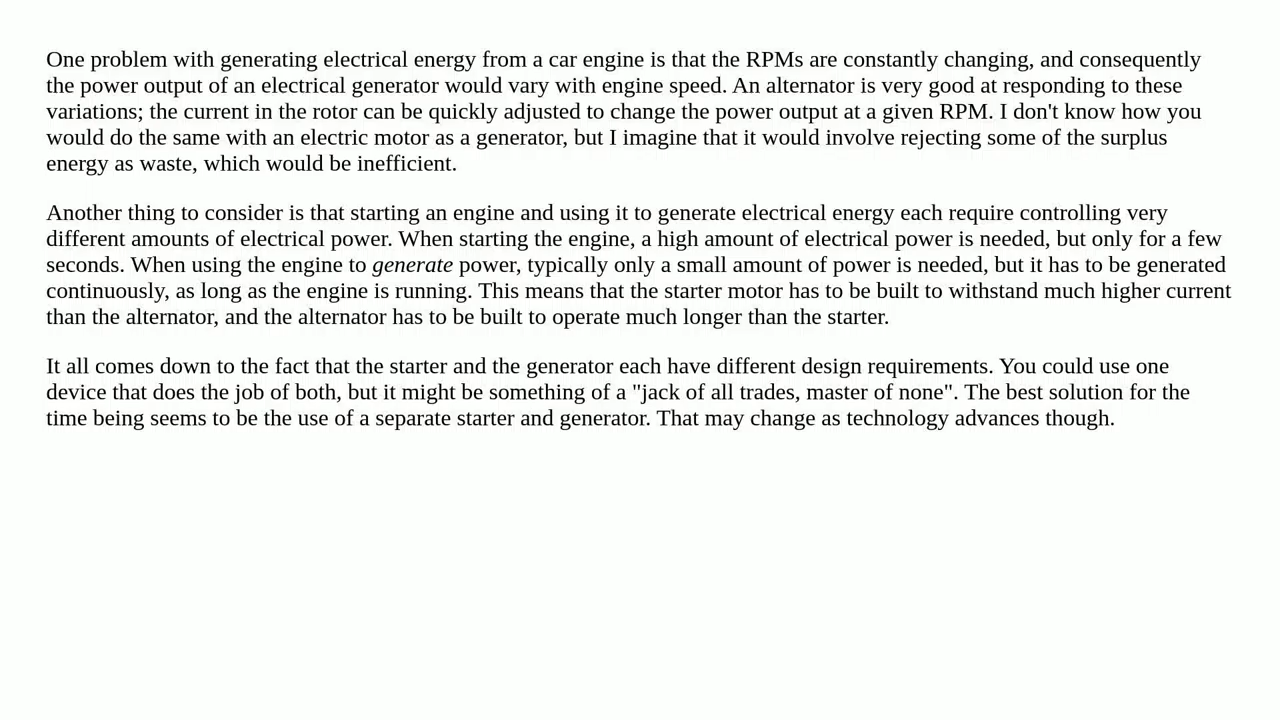 One problem with generating electrical energy from a car engine is that the RPMs are constantly changing, and consequently
the power output of an electrical generator would vary with engine speed. An alternator is very good at responding to these
variations; the current in the rotor can be quickly adjusted to change the power output at a given RPM. I don't know how you
would do the same with an electric motor as a generator, but I imagine that it would involve rejecting some of the surplus
energy as waste, which would be inefficient.
Another thing to consider is that starting an engine and using it to generate electrical energy each require controlling very
different amounts of electrical power. When starting the engine, a high amount of electrical power is needed, but only for a few
seconds. When using the engine to generate power, typically only a small amount of power is needed, but it has to be generated
continuously, as long as the engine is running. This means that the starter motor has to be built to withstand much higher current
than the alternator, and the alternator has to be built to operate much longer than the starter.
It all comes down to the fact that the starter and the generator each have different design requirements. You could use one
device that does the job of both, but it might be something of a "jack of all trades, master of none". The best solution for the
time being seems to be the use of a separate starter and generator. That may change as technology advances though.